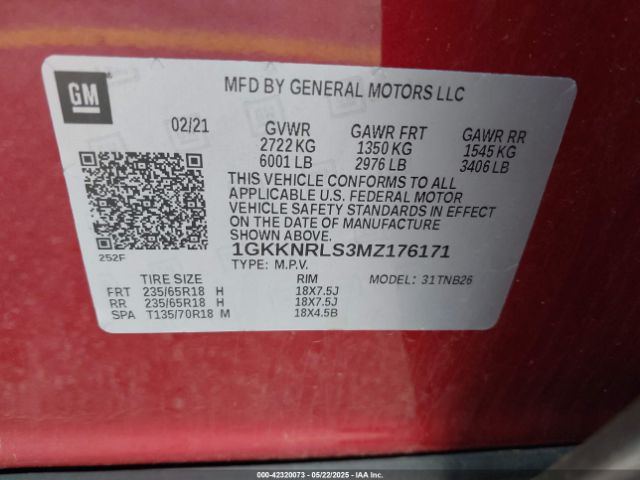 GM
MFD BY GENERAL MOTORS LLC
02/21 GVWR GAWR FRT GAWR RR
2722 KG 1350 KG 1545 KG
6001 LB 2976 LB 3406 LB
THIS VEHICLE CONFORMS TO ALL
APPLICABLE U.S. FEDERAL MOTOR
VEHICLE SAFETY STANDARDS IN EFFECT
ON THE DATE OF MANUFACTURE
SHOWN ABOVE.
252F
1GKKNRLS3MZ176171
TYPE: M.P.V.
TIRE SIZE RIM MODEL: 31TNB26
FRT 235/65R18 H 18X7.5J
RR 235/65R18 H 18X7.5J
SPA T135/70R18 M 18X4.5B
000-42320073 - 05/22/2025 - IAA, Inc.